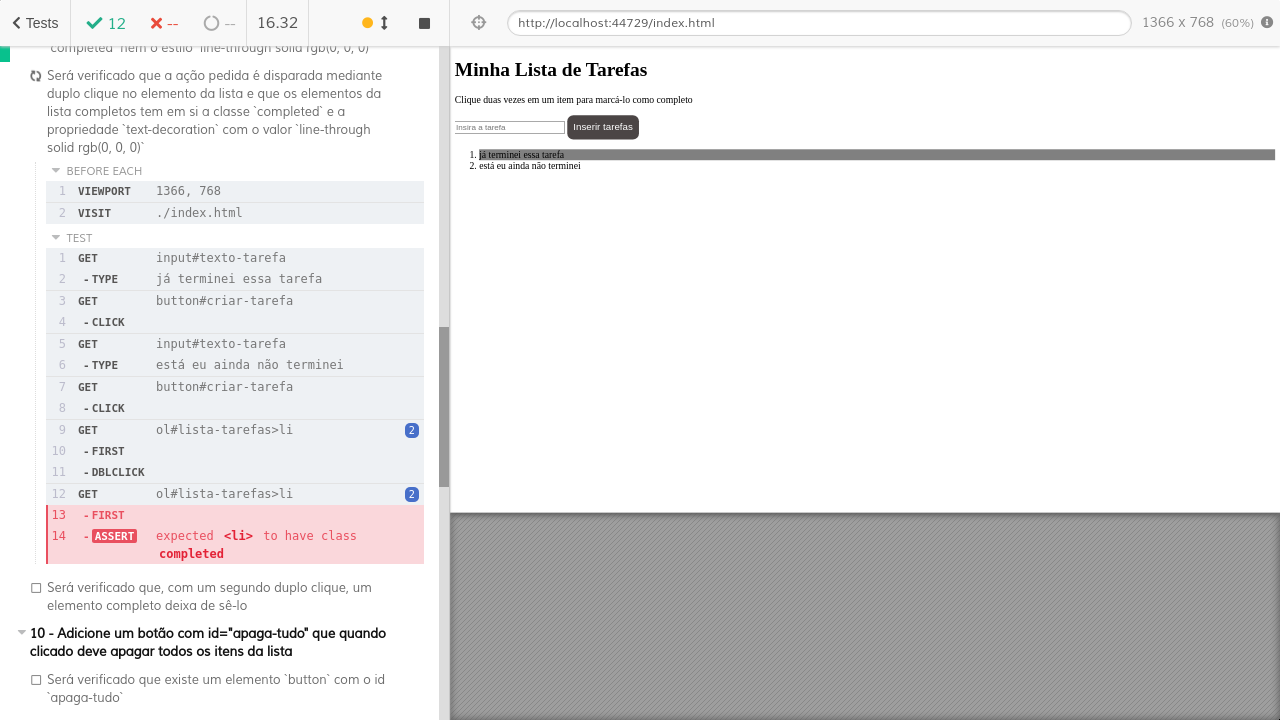 Tests
12
--
--
16.32
http://localhost:44729/index.html
1366 x 768 (60%)
completed` nem o estilo `line-through solid rgb(0, 0, 0)`
Será verificado que a ação pedida é disparada mediante
duplo clique no elemento da lista e que os elementos da
lista completos tem em si a classe `completed` e a
propriedade `text-decoration` com o valor `line-through
solid rgb(0, 0, 0)`
BEFORE EACH
1 VIEWPORT 1366, 768
2 VISIT ./index.html
TEST
1 GET input#texto-tarefa
2 - TYPE já terminei essa tarefa
3 GET button#criar-tarefa
4 - CLICK
5 GET input#texto-tarefa
6 - TYPE está eu ainda não terminei
7 GET button#criar-tarefa
8 - CLICK
9 GET ol#lista-tarefas>li 2
10 - FIRST
11 - DBLCLICK
12 GET ol#lista-tarefas>li 2
13 - FIRST
14 - ASSERT expected <li> to have class
completed
Será verificado que, com um segundo duplo clique, um
elemento completo deixa de sê-lo
10 - Adicione um botão com id="apaga-tudo" que quando
clicado deve apagar todos os itens da lista
Será verificado que existe um elemento `button` com o id
`apaga-tudo`
Minha Lista de Tarefas
Clique duas vezes em um item para marcá-lo como completo
Insira a tarefa
Inserir tarefas
1. já terminei essa tarefa
2. está eu ainda não terminei